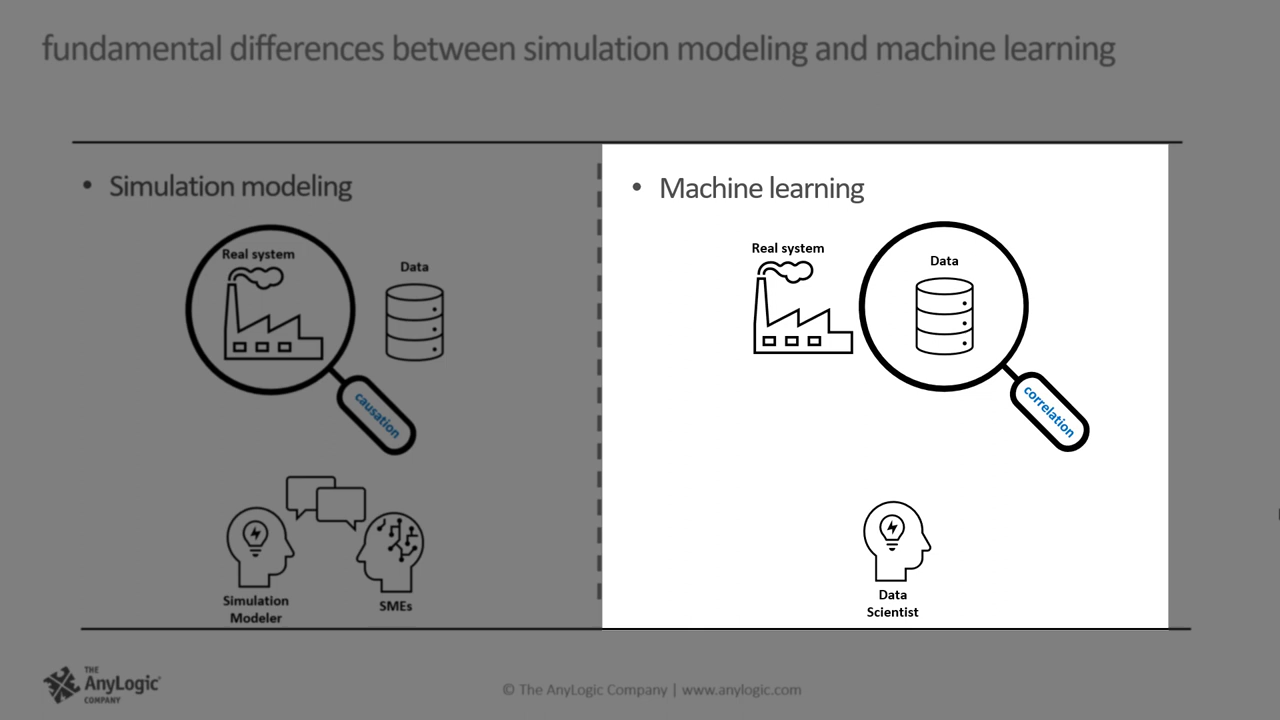 fundamental differences between simulation modeling and machine learning
• Simulation modeling
Real system
Data
causation
Simulation
Modeler
SMEs
• Machine learning
Real system
Data
correlation
Data
Scientist
THE
AnyLogic
COMPANY
© The AnyLogic Company | www.anylogic.com